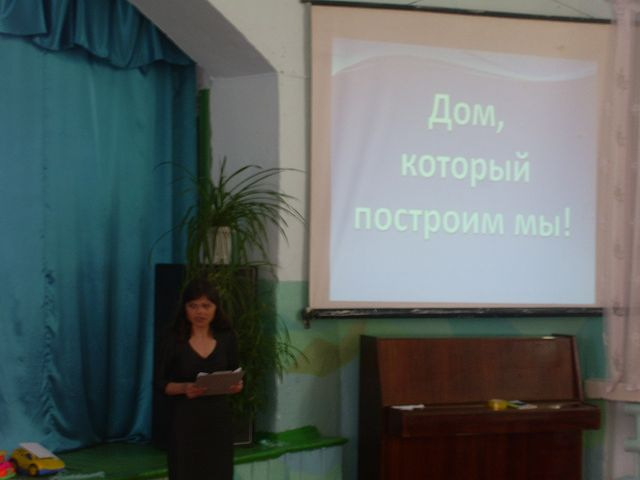 Дом,
который
построим мы!